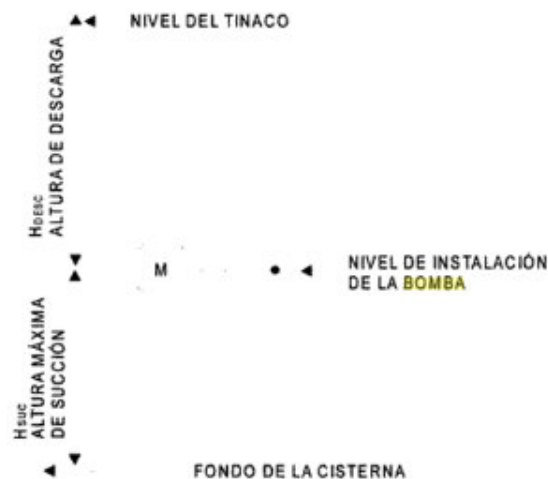 NIVEL DEL TINACO
HDESC
ALTURA DE DESCARGA
M
NIVEL DE INSTALACIÓN
DE LA BOMBA
HSUC
ALTURA MÁXIMA
DE SUCCIÓN
FONDO DE LA CISTERNA